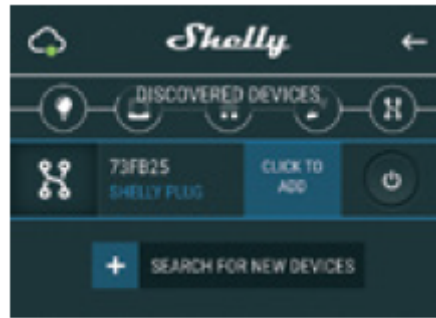 Shelly
DISCOVERED DEVICES
73FB25
SHELLY PLUG
CLICK TO
ADD
SEARCH FOR NEW DEVICES